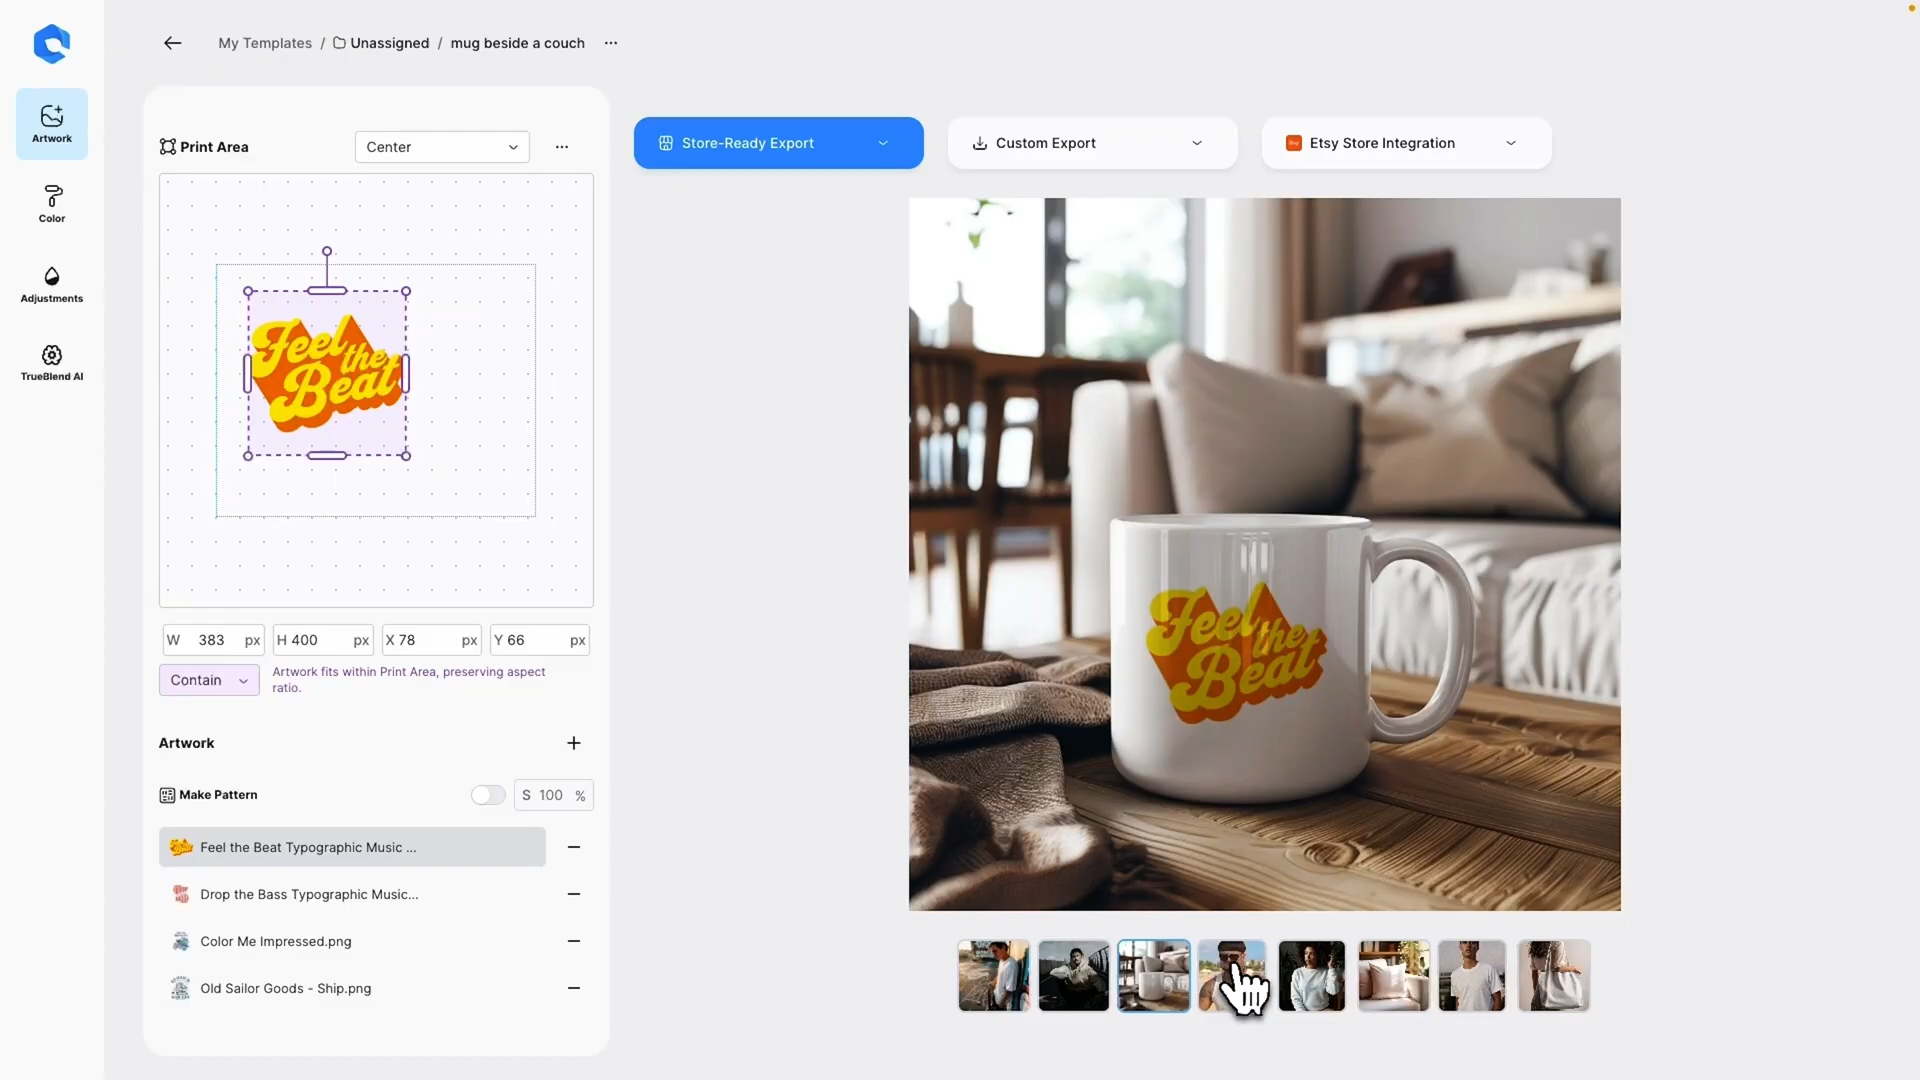 My Templates / Unassigned / mug beside a couch ...
Artwork
Color
Adjustments
TrueBlend AI
Print Area
Center
...
Feel the Beat
W 383 px
H 400 px
X 78 px
Y 66 px
Contain
Artwork fits within Print Area, preserving aspect
ratio.
Artwork
Make Pattern
S 100 %
Feel the Beat Typographic Music ...
Drop the Bass Typographic Music...
Color Me Impressed.png
Old Sailor Goods - Ship.png
Store-Ready Export
Custom Export
Etsy Store Integration
Feel
the
Beat